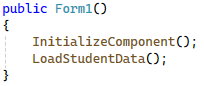 public Form1()
{
    InitializeComponent();
    LoadStudentData();
}